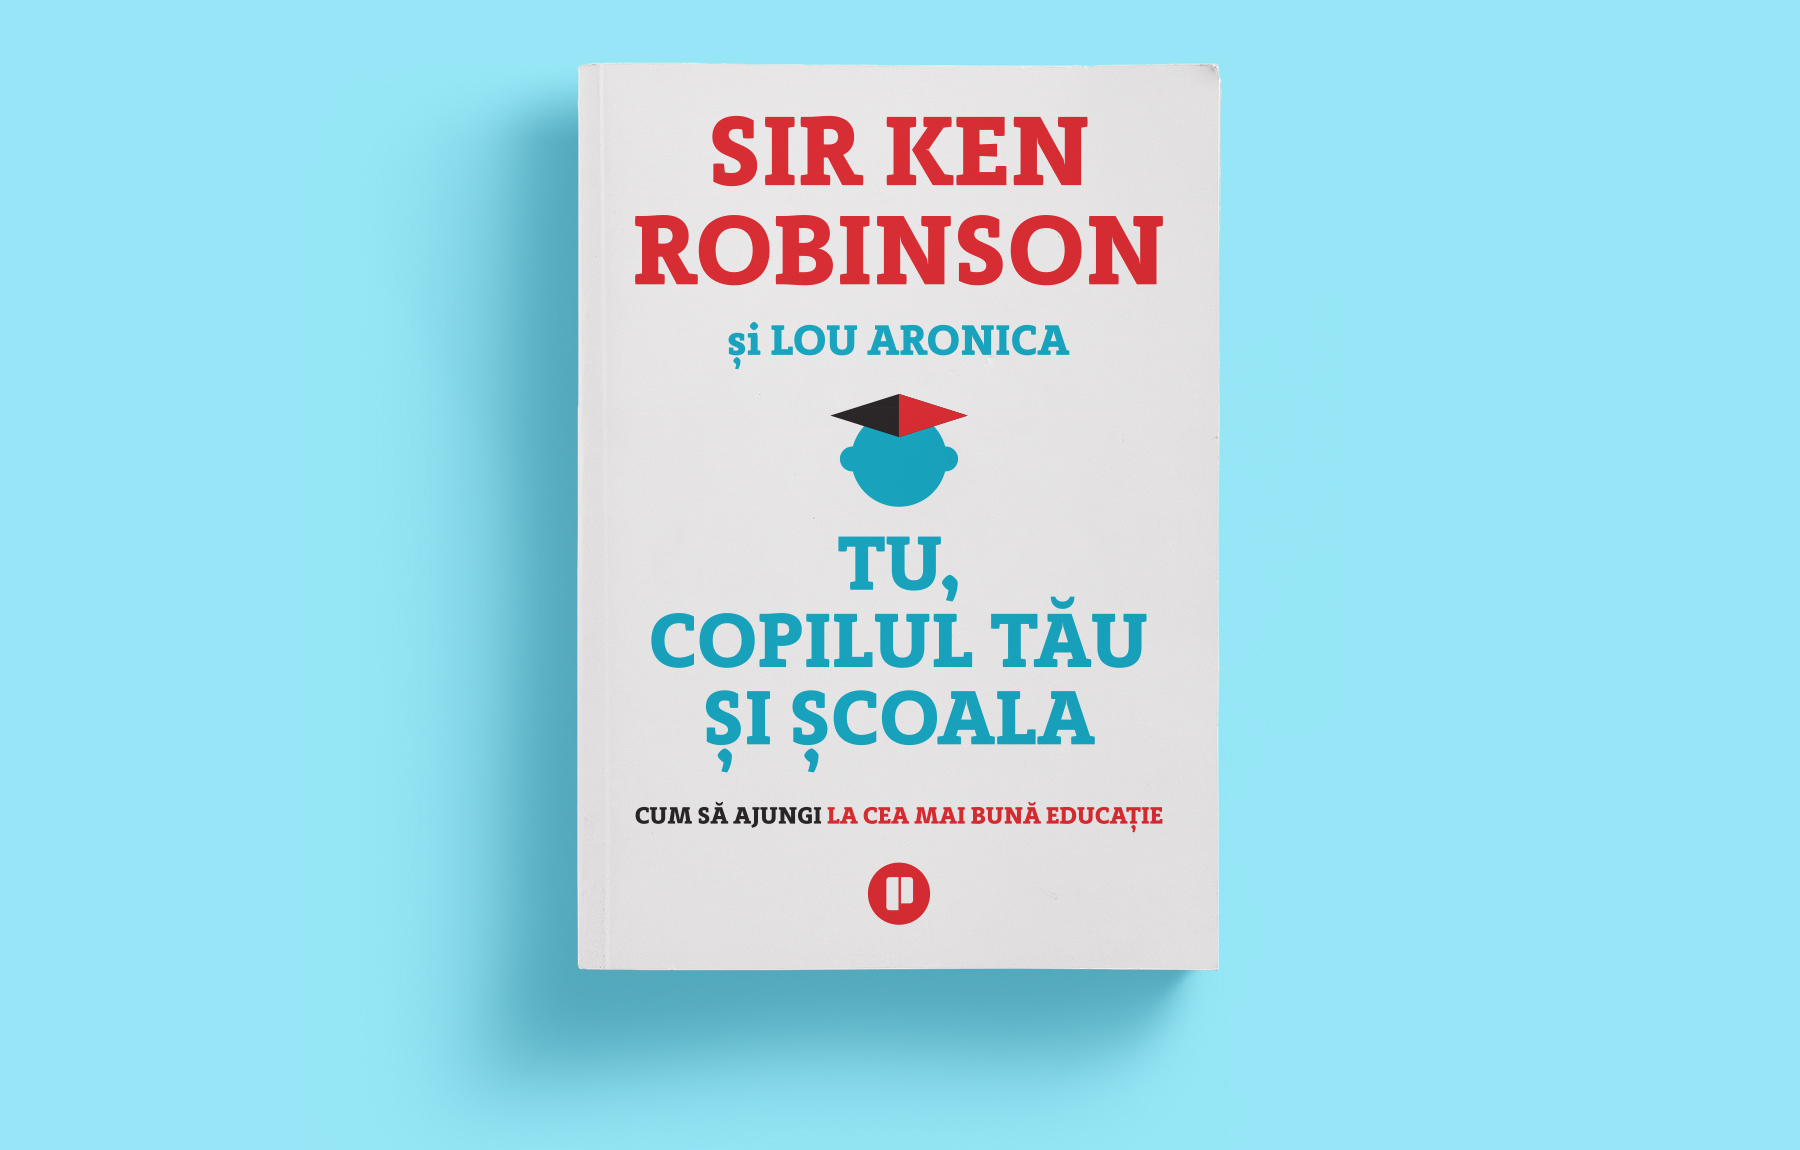 SIR KEN
ROBINSON
și LOU ARONICA
TU,
COPILUL TĂU
ȘI ȘCOALA
CUM SĂ AJUNGI LA CEA MAI BUNĂ EDUCAȚIE
P